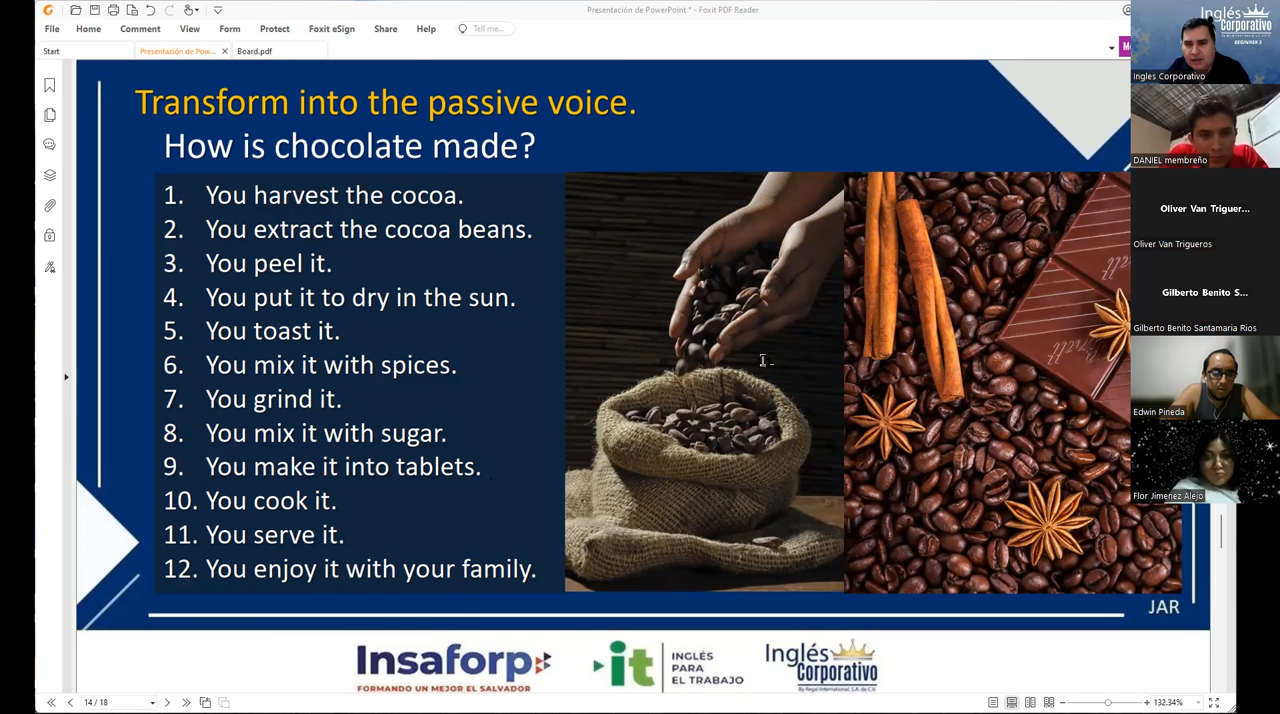 Presentación de PowerPoint * - Foxit PDF Reader
File Home Comment View Form Protect Foxit eSign Share Help Tell me...
Start Presentación de Pow... Board.pdf
Transform into the passive voice.
How is chocolate made?
1. You harvest the cocoa.
2. You extract the cocoa beans.
3. You peel it.
4. You put it to dry in the sun.
5. You toast it.
6. You mix it with spices.
7. You grind it.
8. You mix it with sugar.
9. You make it into tablets.
10. You cook it.
11. You serve it.
12. You enjoy it with your family.
JAR
Insaforp
FORMANDO UN MEJOR EL SALVADOR
it
INGLÉS
PARA
EL TRABAJO
Inglés
Corporativo
By Regal International, S.A. de C.V.
14 / 18
132.34%
Inglés
Corporativo
BEGINNER 2
Ingles Corporativo
DANIEL membreño
Oliver Van Triguer...
Oliver Van Trigueros
Gilberto Benito S...
Gilberto Benito Santamaria Rios
Edwin Pineda
Flor Jimenez Alejo